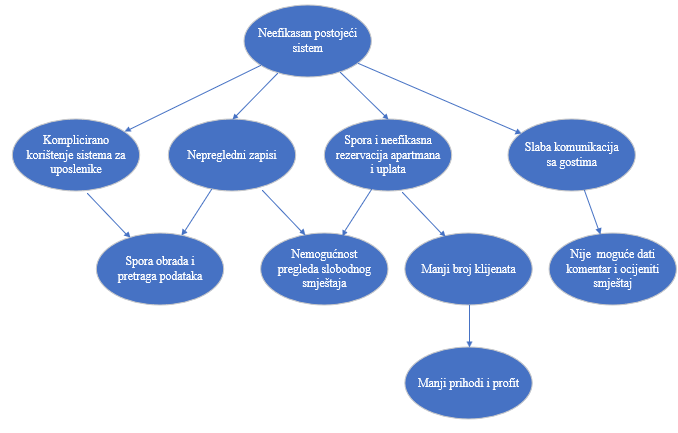 Neefikasan postojeći
sistem
Komplicirano
korištenje sistema za
uposlenike
Nepregledni zapisi
Spora i neefikasna
rezervacija apartmana
i uplata
Slaba komunikacija
sa gostima
Spora obrada i
pretraga podataka
Nemogućnost
pregleda slobodnog
smještaja
Manji broj klijenata
Nije moguće dati
komentar i ocijeniti
smještaj
Manji prihodi i profit